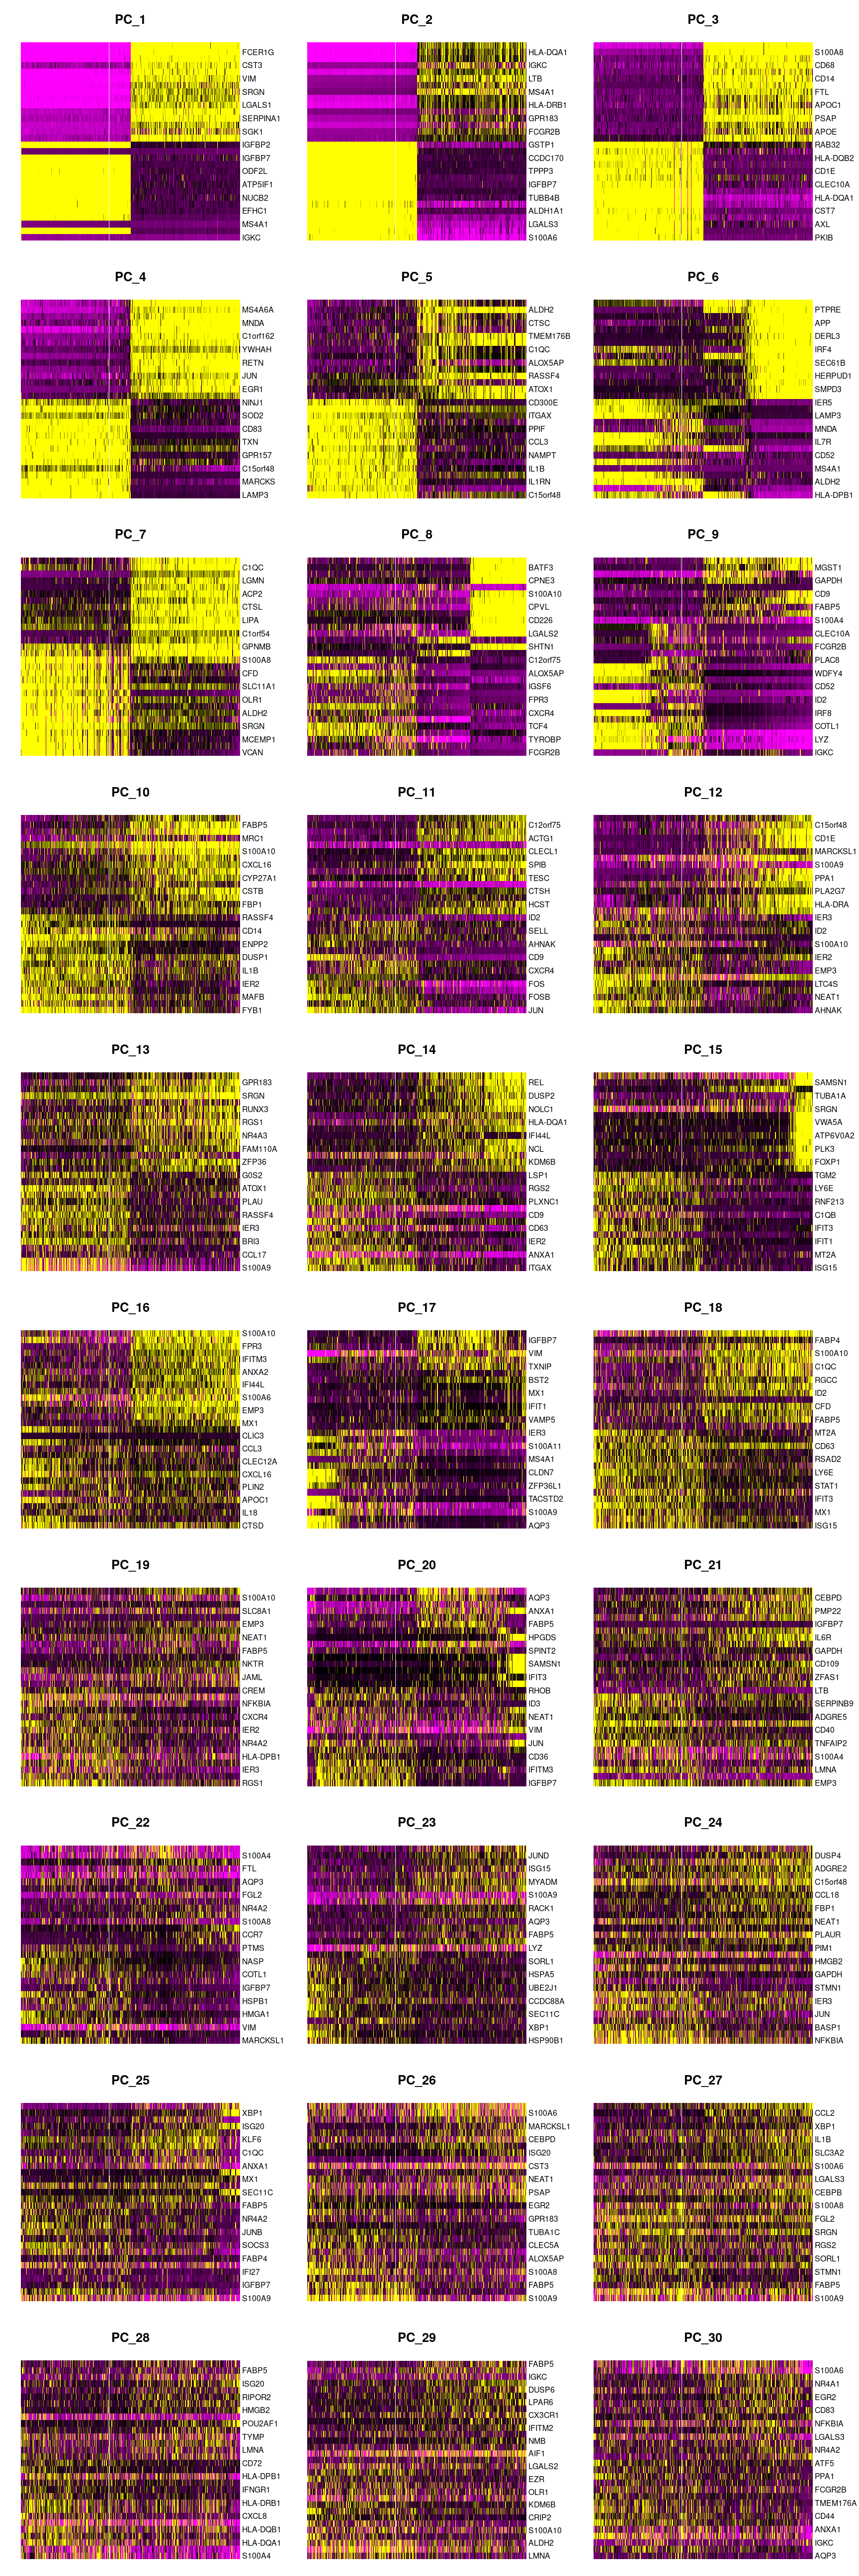 PC_1
FCER1G
CST3
VIM
SRGN
LGALS1
SERPINA1
SGK1
IGFBP2
IGFBP7
ODF2L
ATP5IF1
NUCB2
EFHC1
MS4A1
IGKC
PC_2
HLA-DQA1
IGKC
LTB
MS4A1
HLA-DRB1
GPR183
FCGR2B
GSTP1
CCDC170
TPPP3
IGFBP7
TUBB4B
ALDH1A1
LGALS3
S100A6
PC_3
S100A8
CD68
CD14
FTL
APOC1
PSAP
APOE
RAB32
HLA-DQB2
CD1E
CLEC10A
HLA-DQA1
CST7
AXL
PKIB
PC_4
MS4A6A
MNDA
C1orf162
YWHAH
RETN
JUN
EGR1
NINJ1
SOD2
CD83
TXN
GPR157
C15orf48
MARCKS
LAMP3
PC_5
ALDH2
CTSC
TMEM176B
C1QC
ALOX5AP
RASSF4
ATOX1
CD300E
ITGAX
PPIF
CCL3
NAMPT
IL1B
IL1RN
C15orf48
PC_6
PTPRE
APP
DERL3
IRF4
SEC61B
HERPUD1
SMPD3
IER5
LAMP3
MNDA
IL7R
CD52
MS4A1
ALDH2
HLA-DPB1
PC_7
C1QC
LGMN
ACP2
CTSL
LIPA
C1orf54
GPNMB
S100A8
CFD
SLC11A1
OLR1
ALDH2
SRGN
MCEMP1
VCAN
PC_8
BATF3
CPNE3
S100A10
CPVL
CD226
LGALS2
SHTN1
C12orf75
ALOX5AP
IGSF6
FPR3
CXCR4
TCF4
TYROBP
FCGR2B
PC_9
MGST1
GAPDH
CD9
FABP5
S100A4
CLEC10A
FCGR2B
PLAC8
WDFY4
CD52
ID2
IRF8
COTL1
LYZ
IGKC
PC_10
FABP5
MRC1
S100A10
CXCL16
CYP27A1
CSTB
FBP1
RASSF4
CD14
ENPP2
DUSP1
IL1B
IER2
MAFB
FYB1
PC_11
C12orf75
ACTG1
CLECL1
SPIB
TESC
CTSH
HCST
ID2
SELL
AHNAK
CD9
CXCR4
FOS
FOSB
JUN
PC_12
C15orf48
CD1E
MARCKSL1
S100A9
PPA1
PLA2G7
HLA-DRA
IER3
ID2
S100A10
IER2
EMP3
LTC4S
NEAT1
AHNAK
PC_13
GPR183
SRGN
RUNX3
RGS1
NR4A3
FAM110A
ZFP36
G0S2
ATOX1
PLAU
RASSF4
IER3
BRI3
CCL17
S100A9
PC_14
REL
DUSP2
NOLC1
HLA-DQA1
IFI44L
NCL
KDM6B
LSP1
RGS2
PLXNC1
CD9
CD63
IER2
ANXA1
ITGAX
PC_15
SAMSN1
TUBA1A
SRGN
VWA5A
ATP6V0A2
PLK3
FOXP1
TGM2
LY6E
RNF213
C1QB
IFIT3
IFIT1
MT2A
ISG15
PC_16
S100A10
FPR3
IFITM3
ANXA2
IFI44L
S100A6
EMP3
MX1
CLIC3
CCL3
CLEC12A
CXCL16
PLIN2
APOC1
IL18
CTSD
PC_17
IGFBP7
VIM
TXNIP
BST2
MX1
IFIT1
VAMP5
IER3
S100A11
MS4A1
CLDN7
ZFP36L1
TACSTD2
S100A9
AQP3
PC_18
FABP4
S100A10
C1QC
RGCC
ID2
CFD
FABP5
MT2A
CD63
RSAD2
LY6E
STAT1
IFIT3
MX1
ISG15
PC_19
S100A10
SLC8A1
EMP3
NEAT1
FABP5
NKTR
JAML
CREM
NFKBIA
CXCR4
IER2
NR4A2
HLA-DPB1
IER3
RGS1
PC_20
AQP3
ANXA1
FABP5
HPGDS
SPINT2
SAMSN1
IFIT3
RHOB
ID3
NEAT1
VIM
JUN
CD36
IFITM3
IGFBP7
PC_21
CEBPD
PMP22
IGFBP7
IL6R
GAPDH
CD109
ZFAS1
LTB
SERPINB9
ADGRE5
CD40
TNFAIP2
S100A4
LMNA
EMP3
PC_22
S100A4
FTL
AQP3
FGL2
NR4A2
S100A8
CCR7
PTMS
NASP
COTL1
IGFBP7
HSPB1
HMGA1
VIM
MARCKSL1
PC_23
JUND
ISG15
MYADM
S100A9
RACK1
AQP3
FABP5
LYZ
SORL1
HSPA5
UBE2J1
CCDC88A
SEC11C
XBP1
HSP90B1
PC_24
DUSP4
ADGRE2
C15orf48
CCL18
FBP1
NEAT1
PLAUR
PIM1
HMGB2
GAPDH
STMN1
IER3
JUN
BASP1
NFKBIA
PC_25
XBP1
ISG20
KLF6
C1QC
ANXA1
MX1
SEC11C
FABP5
NR4A2
JUNB
SOCS3
FABP4
IFI27
IGFBP7
S100A9
PC_26
S100A6
MARCKSL1
CEBPD
ISG20
CST3
NEAT1
PSAP
EGR2
GPR183
TUBA1C
CLEC5A
ALOX5AP
S100A8
FABP5
S100A9
PC_27
CCL2
XBP1
IL1B
SLC3A2
S100A6
LGALS3
CEBPB
S100A8
FGL2
SRGN
RGS2
SORL1
STMN1
FABP5
S100A9
PC_28
FABP5
ISG20
RIPOR2
HMGB2
POU2AF1
TYMP
LMNA
CD72
HLA-DPB1
IFNGR1
HLA-DRB1
CXCL8
HLA-DQB1
HLA-DQA1
S100A4
PC_29
FABP5
IGKC
DUSP6
LPAR6
CX3CR1
IFITM2
NMB
AIF1
LGALS2
EZR
OLR1
KDM6B
CRIP2
S100A10
ALDH2
LMNA
PC_30
S100A6
NR4A1
EGR2
CD83
NFKBIA
LGALS3
NR4A2
ATF5
PPA1
FCGR2B
TMEM176A
CD44
ANXA1
IGKC
AQP3